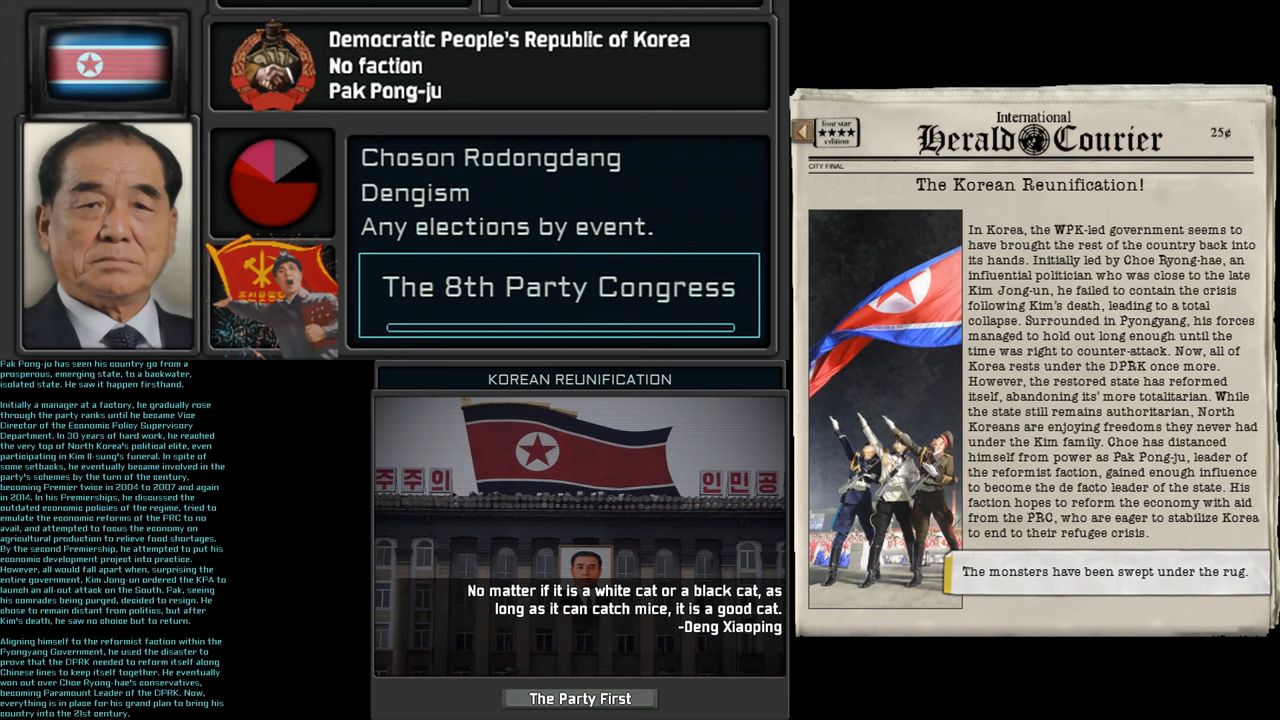 Democratic People's Republic of Korea
No faction
Pak Pong-ju
Choson Rodongdang
Dengism
Any elections by event.
The 8th Party Congress
Pak Pong-ju has seen his country go from a
prosperous, emerging state, to a backwater,
isolated state. He saw it happen firsthand.
Initially a manager at a factory, he gradually rose
through the party ranks until he became Vice
Director of the Economic Policy Supervisory
Department. In 30 years of hard work, he reached
the very top of North Korea's political elite, even
participating in Kim Il-sung's funeral. In spite of
some setbacks, he eventually became involved in the
party's schemes by the turn of the century,
becoming Premier twice in 2004 to 2007 and again
in 2014. In his Premierships, he discussed the
outdated economic policies of the regime, tried to
emulate the economic reforms of the PRC to no
avail, and attempted to focus the economy on
agricultural production to relieve food shortages.
By the second Premiership, he attempted to put his
economic development project into practice.
However, all would fall apart when, surprising the
entire government, Kim Jong-un ordered the KPA to
launch an all-out attack on the South. Pak, seeing
his comrades being purged, decided to resign. He
chose to remain distant from politics, but after
Kim's death, he saw no choice but to return.
Aligning himself to the reformist faction within the
Pyongyang Government, he used the disaster to
prove that the DPRK needed to reform itself along
Chinese lines to keep itself together. He eventually
won out over Choe Ryong-hae's conservatives,
becoming Paramount Leader of the DPRK. Now,
everything is in place for his grand plan to bring his
country into the 21st century.
KOREAN REUNIFICATION
주주의
인민공
No matter if it is a white cat or a black cat, as
long as it can catch mice, it is a good cat.
-Deng Xiaoping
The Party First
four star
edition
International
Herald Courier
25¢
CITY FINAL
The Korean Reunification!
In Korea, the WPK-led government seems to
have brought the rest of the country back into
its hands. Initially led by Choe Ryong-hae, an
influential politician who was close to the late
Kim Jong-un, he failed to contain the crisis
following Kim's death, leading to a total
collapse. Surrounded in Pyongyang, his forces
managed to hold out long enough until the
time was right to counter-attack. Now, all of
Korea rests under the DPRK once more.
However, the restored state has reformed
itself, abandoning its' more totalitarian. While
the state still remains authoritarian, North
Koreans are enjoying freedoms they never had
under the Kim family. Choe has distanced
himself from power as Pak Pong-ju, leader of
the reformist faction, gained enough influence
to become the de facto leader of the state. His
faction hopes to reform the economy with aid
from the PRC, who are eager to stabilize Korea
to end to their refugee crisis.
The monsters have been swept under the rug.